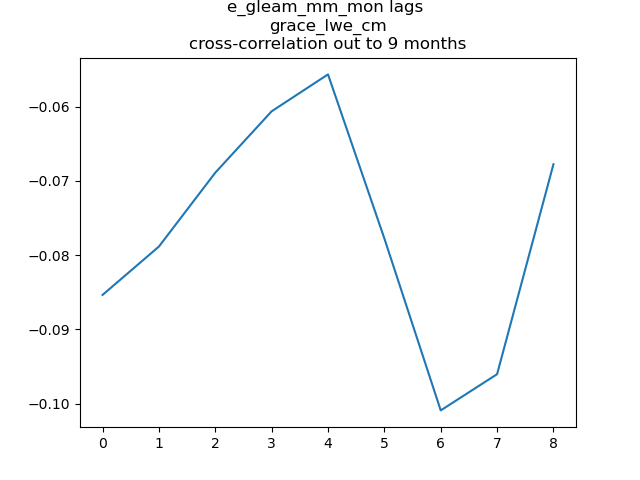 e_gleam_mm_mon lags
grace_lwe_cm
cross-correlation out to 9 months
−0.06
−0.07
−0.08
−0.09
−0.10
0 1 2 3 4 5 6 7 8